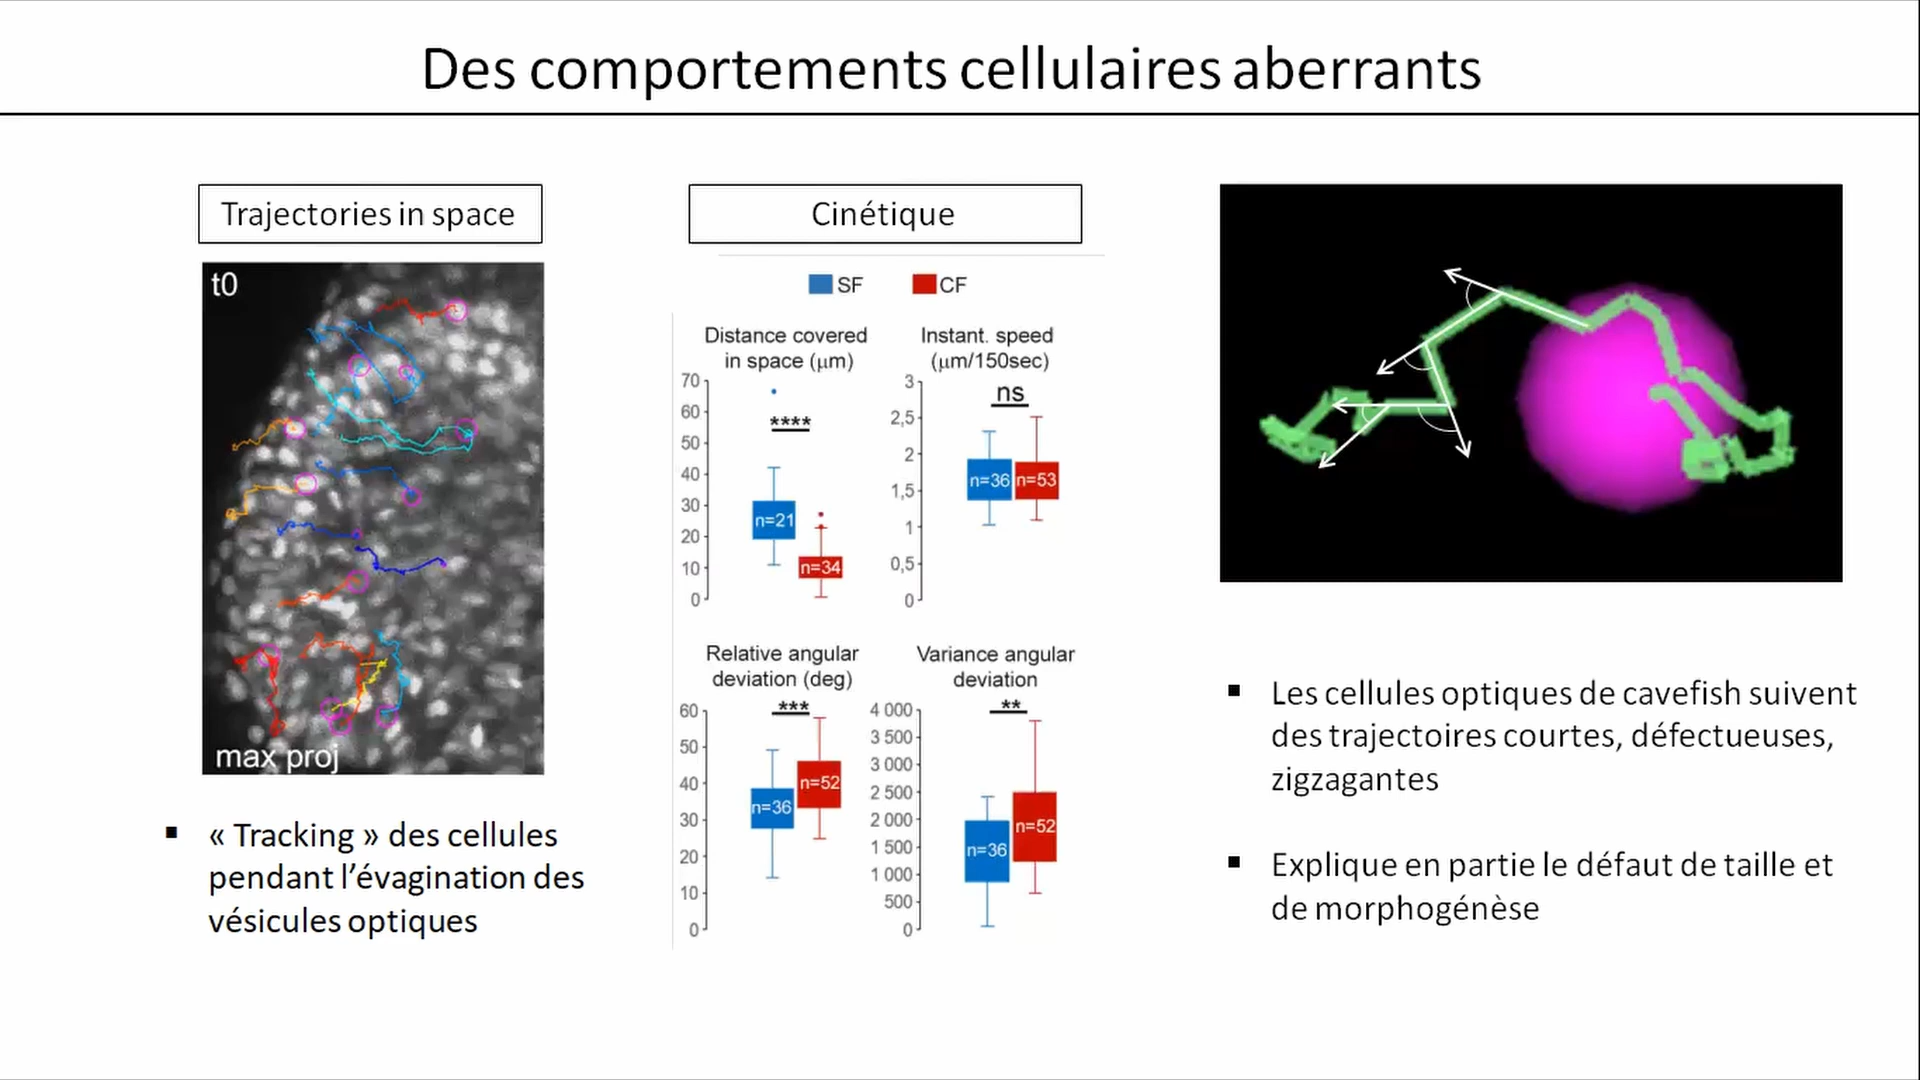 Des comportements cellulaires aberrants
Trajectories in space
t0
max proj
▪ « Tracking » des cellules
pendant l’évagination des
vésicules optiques
Cinétique
SF CF
Distance covered
in space (μm)
70
60
50
40
30
20
10
0
****
n=21
n=34
Instant. speed
(μm/150sec)
3
2,5
2
1,5
1
0,5
0
ns
n=36
n=53
Relative angular
deviation (deg)
60
50
40
30
20
10
0
***
n=36
n=52
Variance angular
deviation
4 000
3 500
3 000
2 500
2 000
1 500
1 000
500
0
**
n=36
n=52
▪ Les cellules optiques de cavefish suivent
des trajectoires courtes, défectueuses,
zigzagantes
▪ Explique en partie le défaut de taille et
de morphogénèse